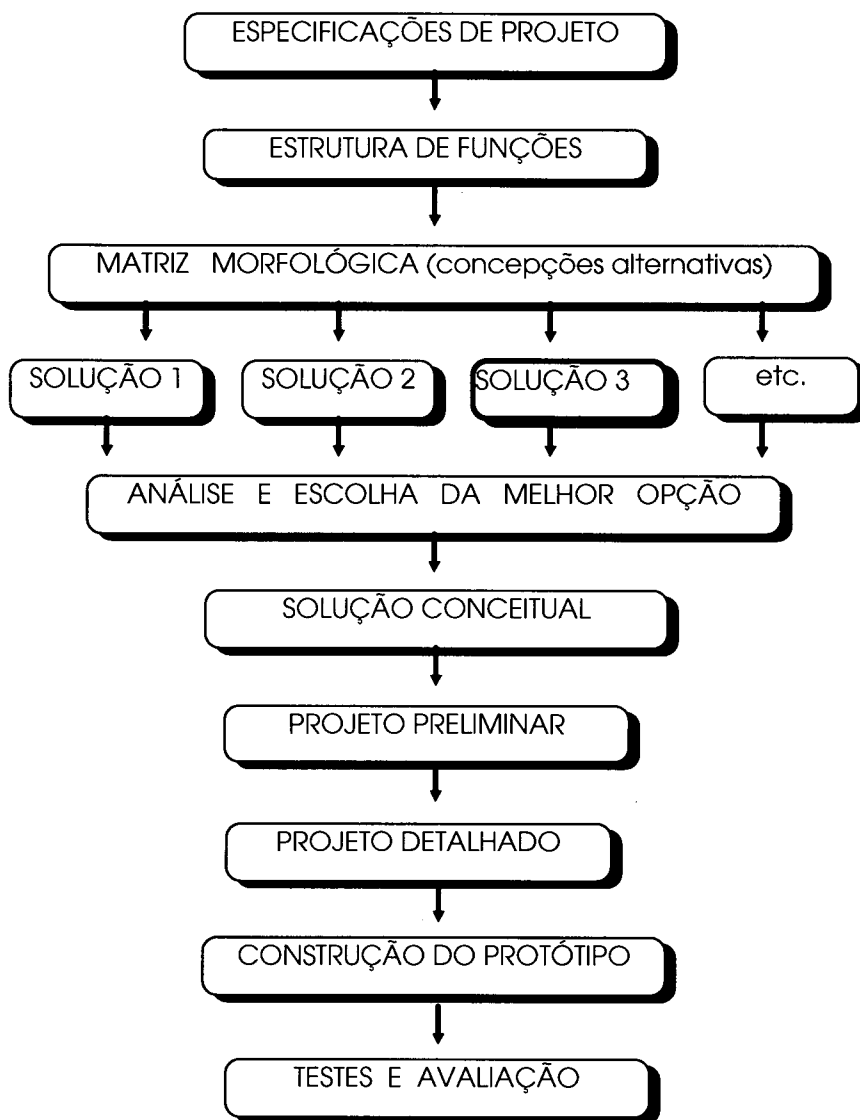 ESPECIFICAÇÕES DE PROJETO
ESTRUTURA DE FUNÇÕES
MATRIZ MORFOLÓGICA (concepções alternativas)
SOLUÇÃO 1
SOLUÇÃO 2
SOLUÇÃO 3
etc.
ANÁLISE E ESCOLHA DA MELHOR OPÇÃO
SOLUÇÃO CONCEITUAL
PROJETO PRELIMINAR
PROJETO DETALHADO
CONSTRUÇÃO DO PROTÓTIPO
TESTES E AVALIAÇÃO